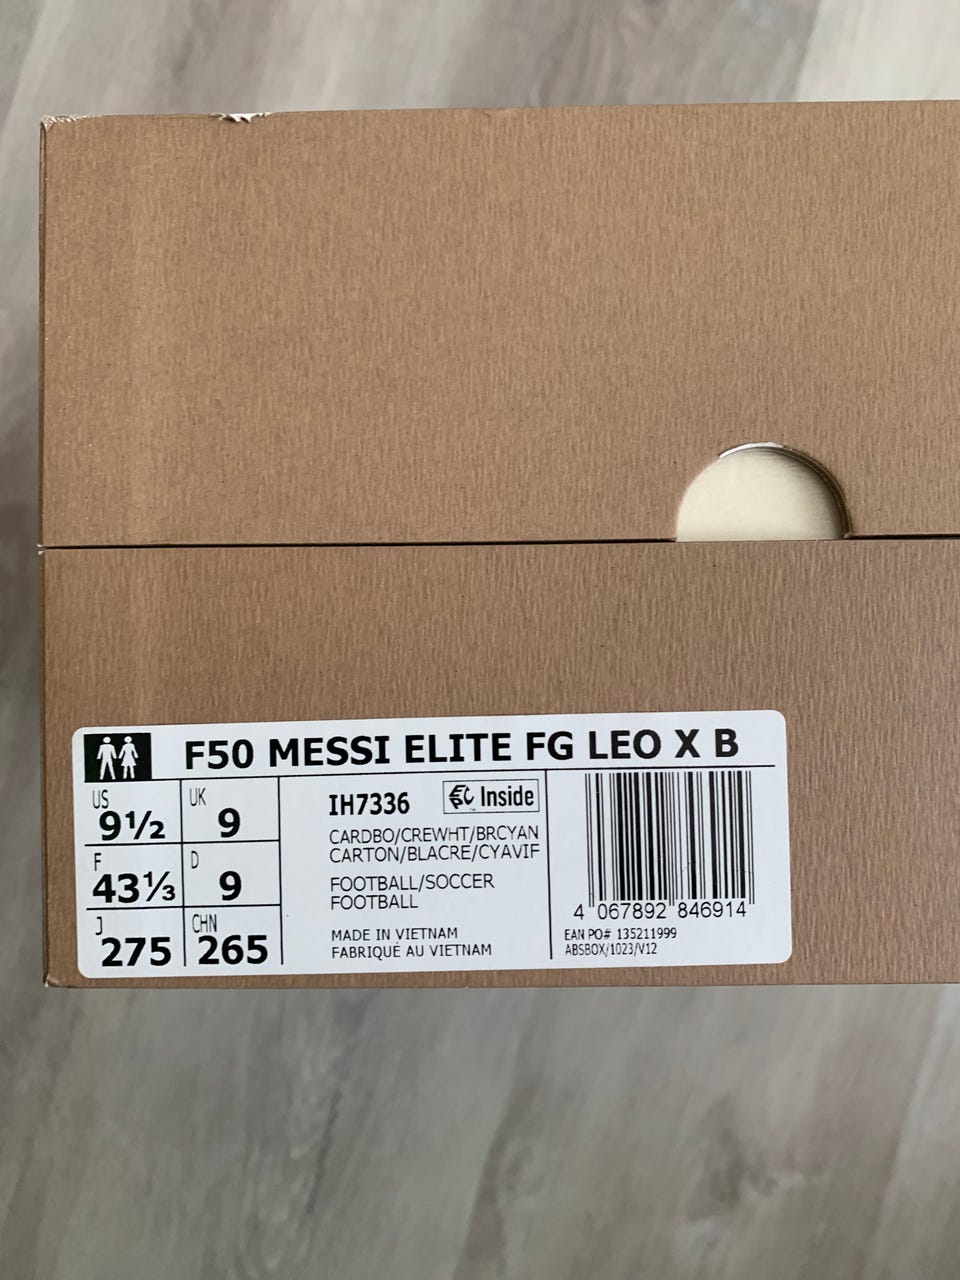 F50 MESSI ELITE FG LEO X B
US
9½
UK
9
F
43⅓
D
9
J
275
CHN
265
IH7336
Inside
CARDBO/CREWHT/BRCYAN
CARTON/BLACRE/CYAVIF
FOOTBALL/SOCCER
FOOTBALL
MADE IN VIETNAM
FABRIQUÉ AU VIETNAM
4 067892 846914
EAN PO# 135211999
ABSBOX/1023/V12